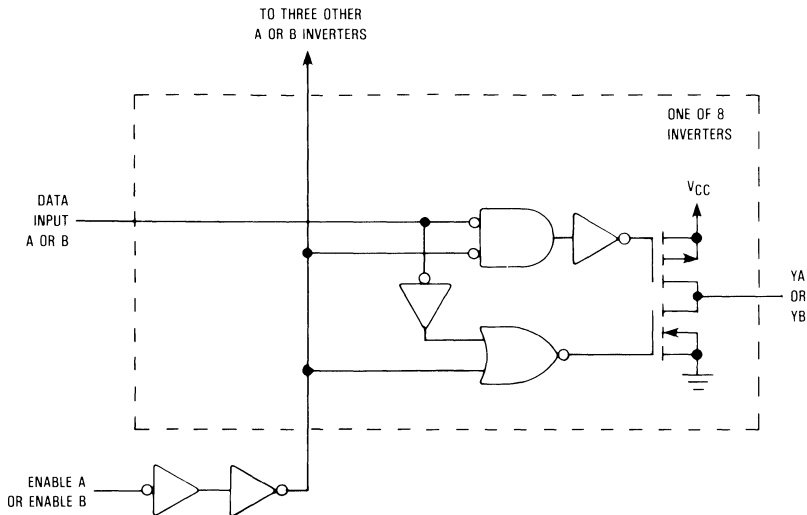 TO THREE OTHER
A OR B INVERTERS
ONE OF 8
INVERTERS
VCC
DATA
INPUT
A OR B
YA
OR
YB
ENABLE A
OR ENABLE B